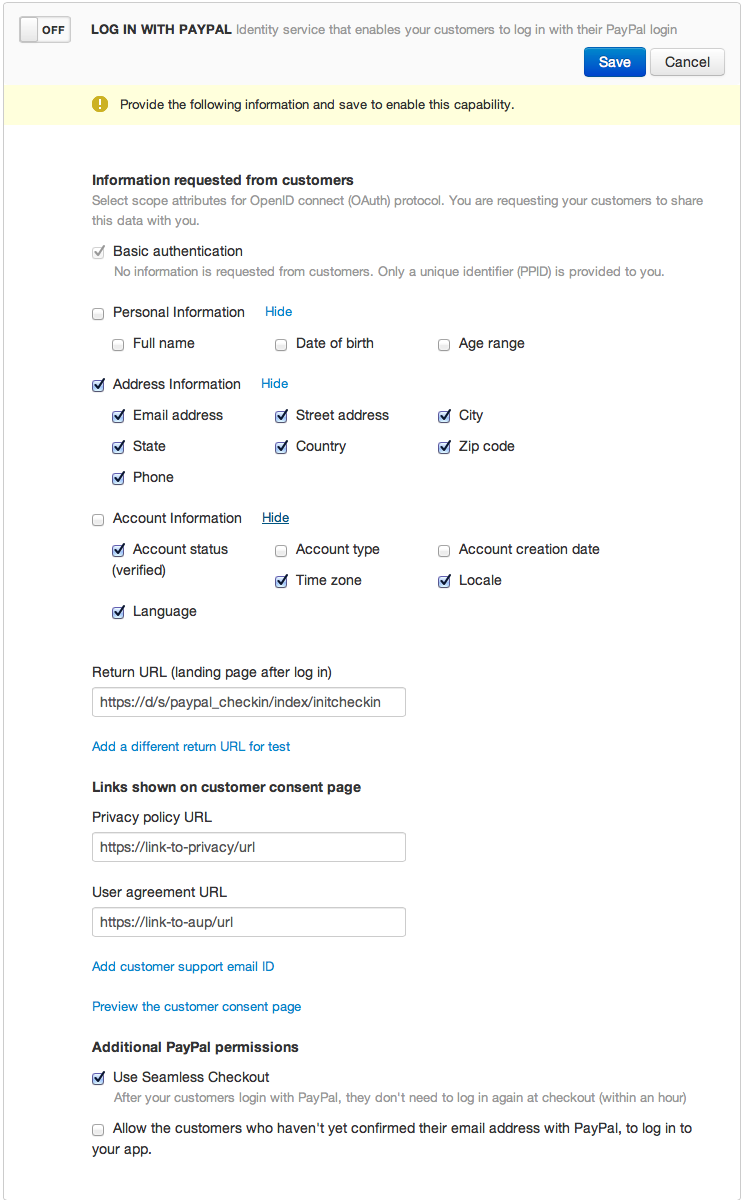 OFF
LOG IN WITH PAYPAL Identity service that enables your customers to log in with their PayPal login
Save Cancel
Provide the following information and save to enable this capability.
Information requested from customers
Select scope attributes for OpenID connect (OAuth) protocol. You are requesting your customers to share
this data with you.
Basic authentication
No information is requested from customers. Only a unique identifier (PPID) is provided to you.
Personal Information Hide
Full name Date of birth Age range
Address Information Hide
Email address Street address City
State Country Zip code
Phone
Account Information Hide
Account status Account type Account creation date
(verified)
Time zone Locale
Language
Return URL (landing page after log in)
https://d/s/paypal_checkin/index/initcheckin
Add a different return URL for test
Links shown on customer consent page
Privacy policy URL
https://link-to-privacy/url
User agreement URL
https://link-to-aup/url
Add customer support email ID
Preview the customer consent page
Additional PayPal permissions
Use Seamless Checkout
After your customers login with PayPal, they don't need to log in again at checkout (within an hour)
Allow the customers who haven't yet confirmed their email address with PayPal, to log in to
your app.